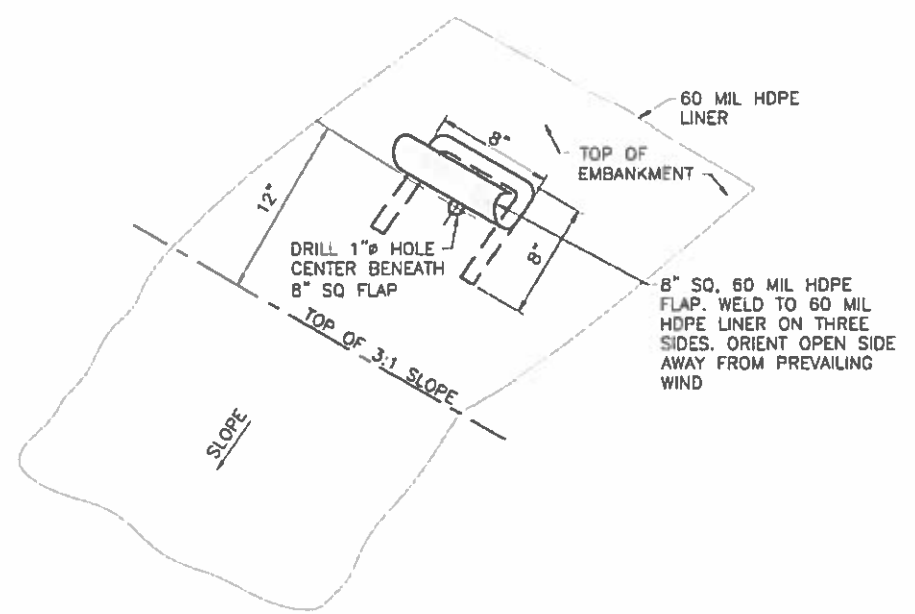 60 MIL HDPE
LINER
8"
TOP OF
EMBANKMENT
12"
DRILL 1"ø HOLE
CENTER BENEATH
8" SQ FLAP
8"
8" SQ. 60 MIL HDPE
FLAP. WELD TO 60 MIL
HDPE LINER ON THREE
SIDES. ORIENT OPEN SIDE
AWAY FROM PREVAILING
WIND
TOP OF 3:1 SLOPE
SLOPE